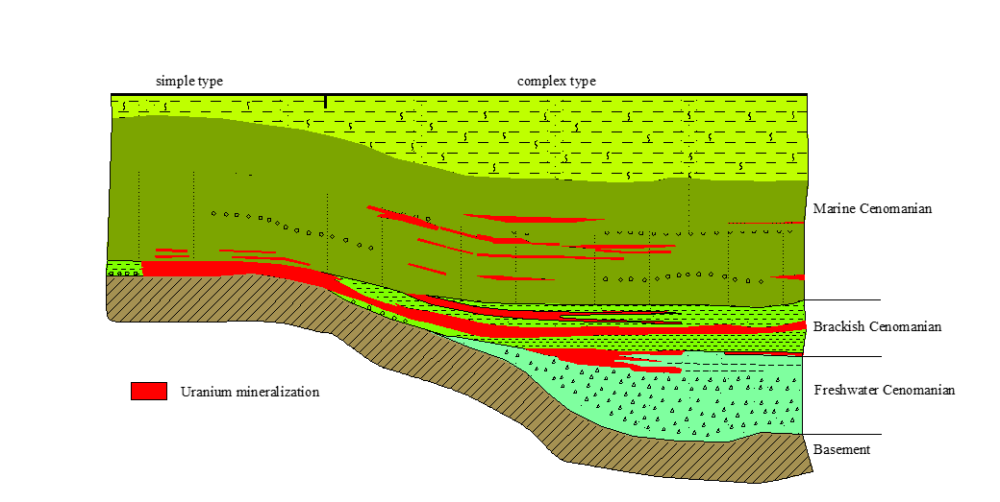 simple type
complex type
Marine Cenomanian
Brackish Cenomanian
Freshwater Cenomanian
Uranium mineralization
Basement